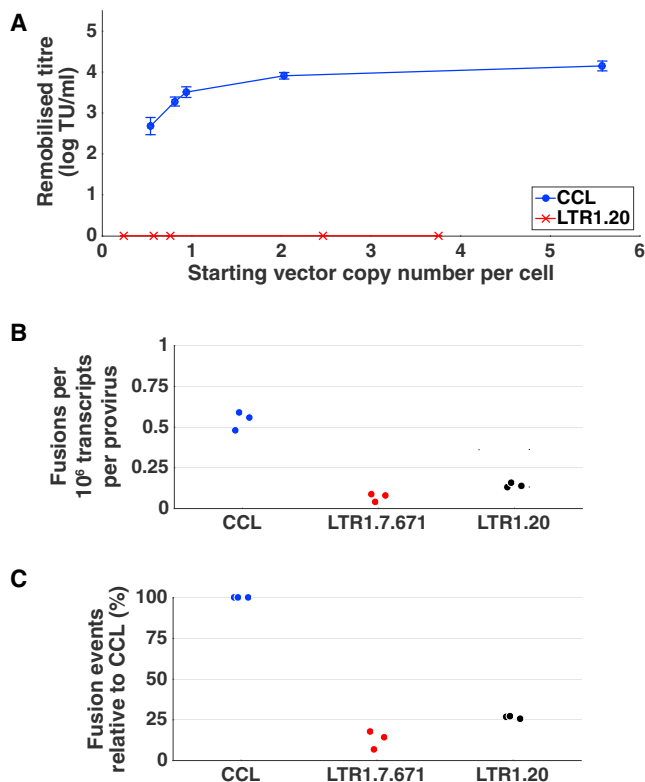 A
Remobilised titre
(log TU/ml)
5
4
3
2
1
0
CCL
LTR1.20
0 1 2 3 4 5 6
Starting vector copy number per cell
B
Fusions per
10⁶ transcripts
per provirus
1
0.75
0.5
0.25
0
CCL LTR1.7.671 LTR1.20
C
Fusion events
relative to CCL (%)
100
75
50
25
0
CCL LTR1.7.671 LTR1.20